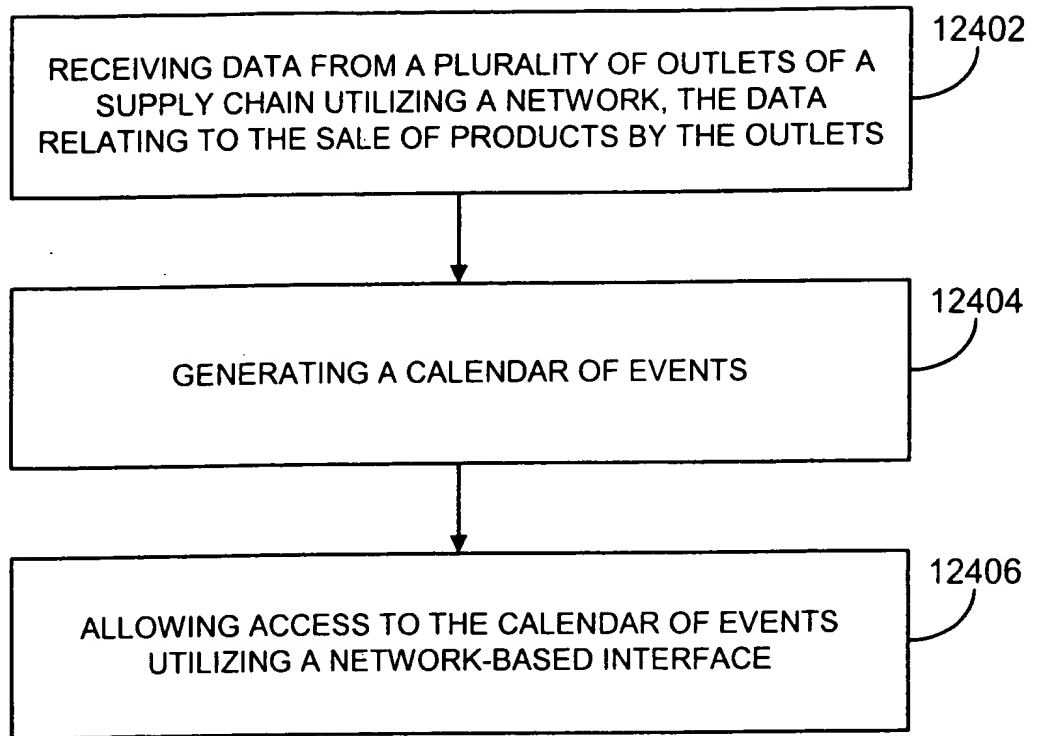 12402
RECEIVING DATA FROM A PLURALITY OF OUTLETS OF A
SUPPLY CHAIN UTILIZING A NETWORK, THE DATA
RELATING TO THE SALE OF PRODUCTS BY THE OUTLETS
12404
GENERATING A CALENDAR OF EVENTS
12406
ALLOWING ACCESS TO THE CALENDAR OF EVENTS
UTILIZING A NETWORK-BASED INTERFACE